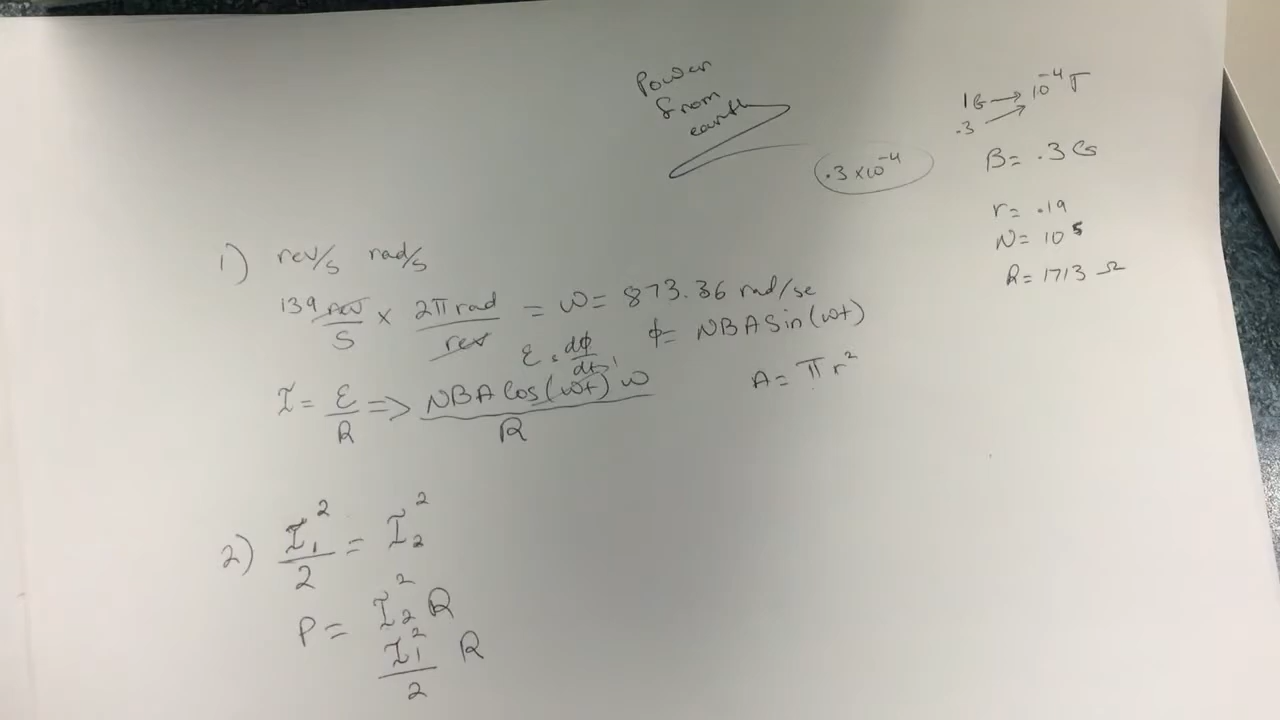 Power
from
earth
1G → 10⁻⁴ T
.3
.3 × 10⁻⁴
B = .3 G
r = .19
N = 10⁵
R = 1713 Ω
1) rev/s rad/s
139 rev/s × 2π rad/rev = ω = 873.36 rad/se
ε = dφ/dt φ = NBA Sin(ωt)
I = ε/R => NBA Cos(ωt) ω / R
A = πr²
2) I₁²/2 = I₂²
P = I₂² R
I₁²/2 R